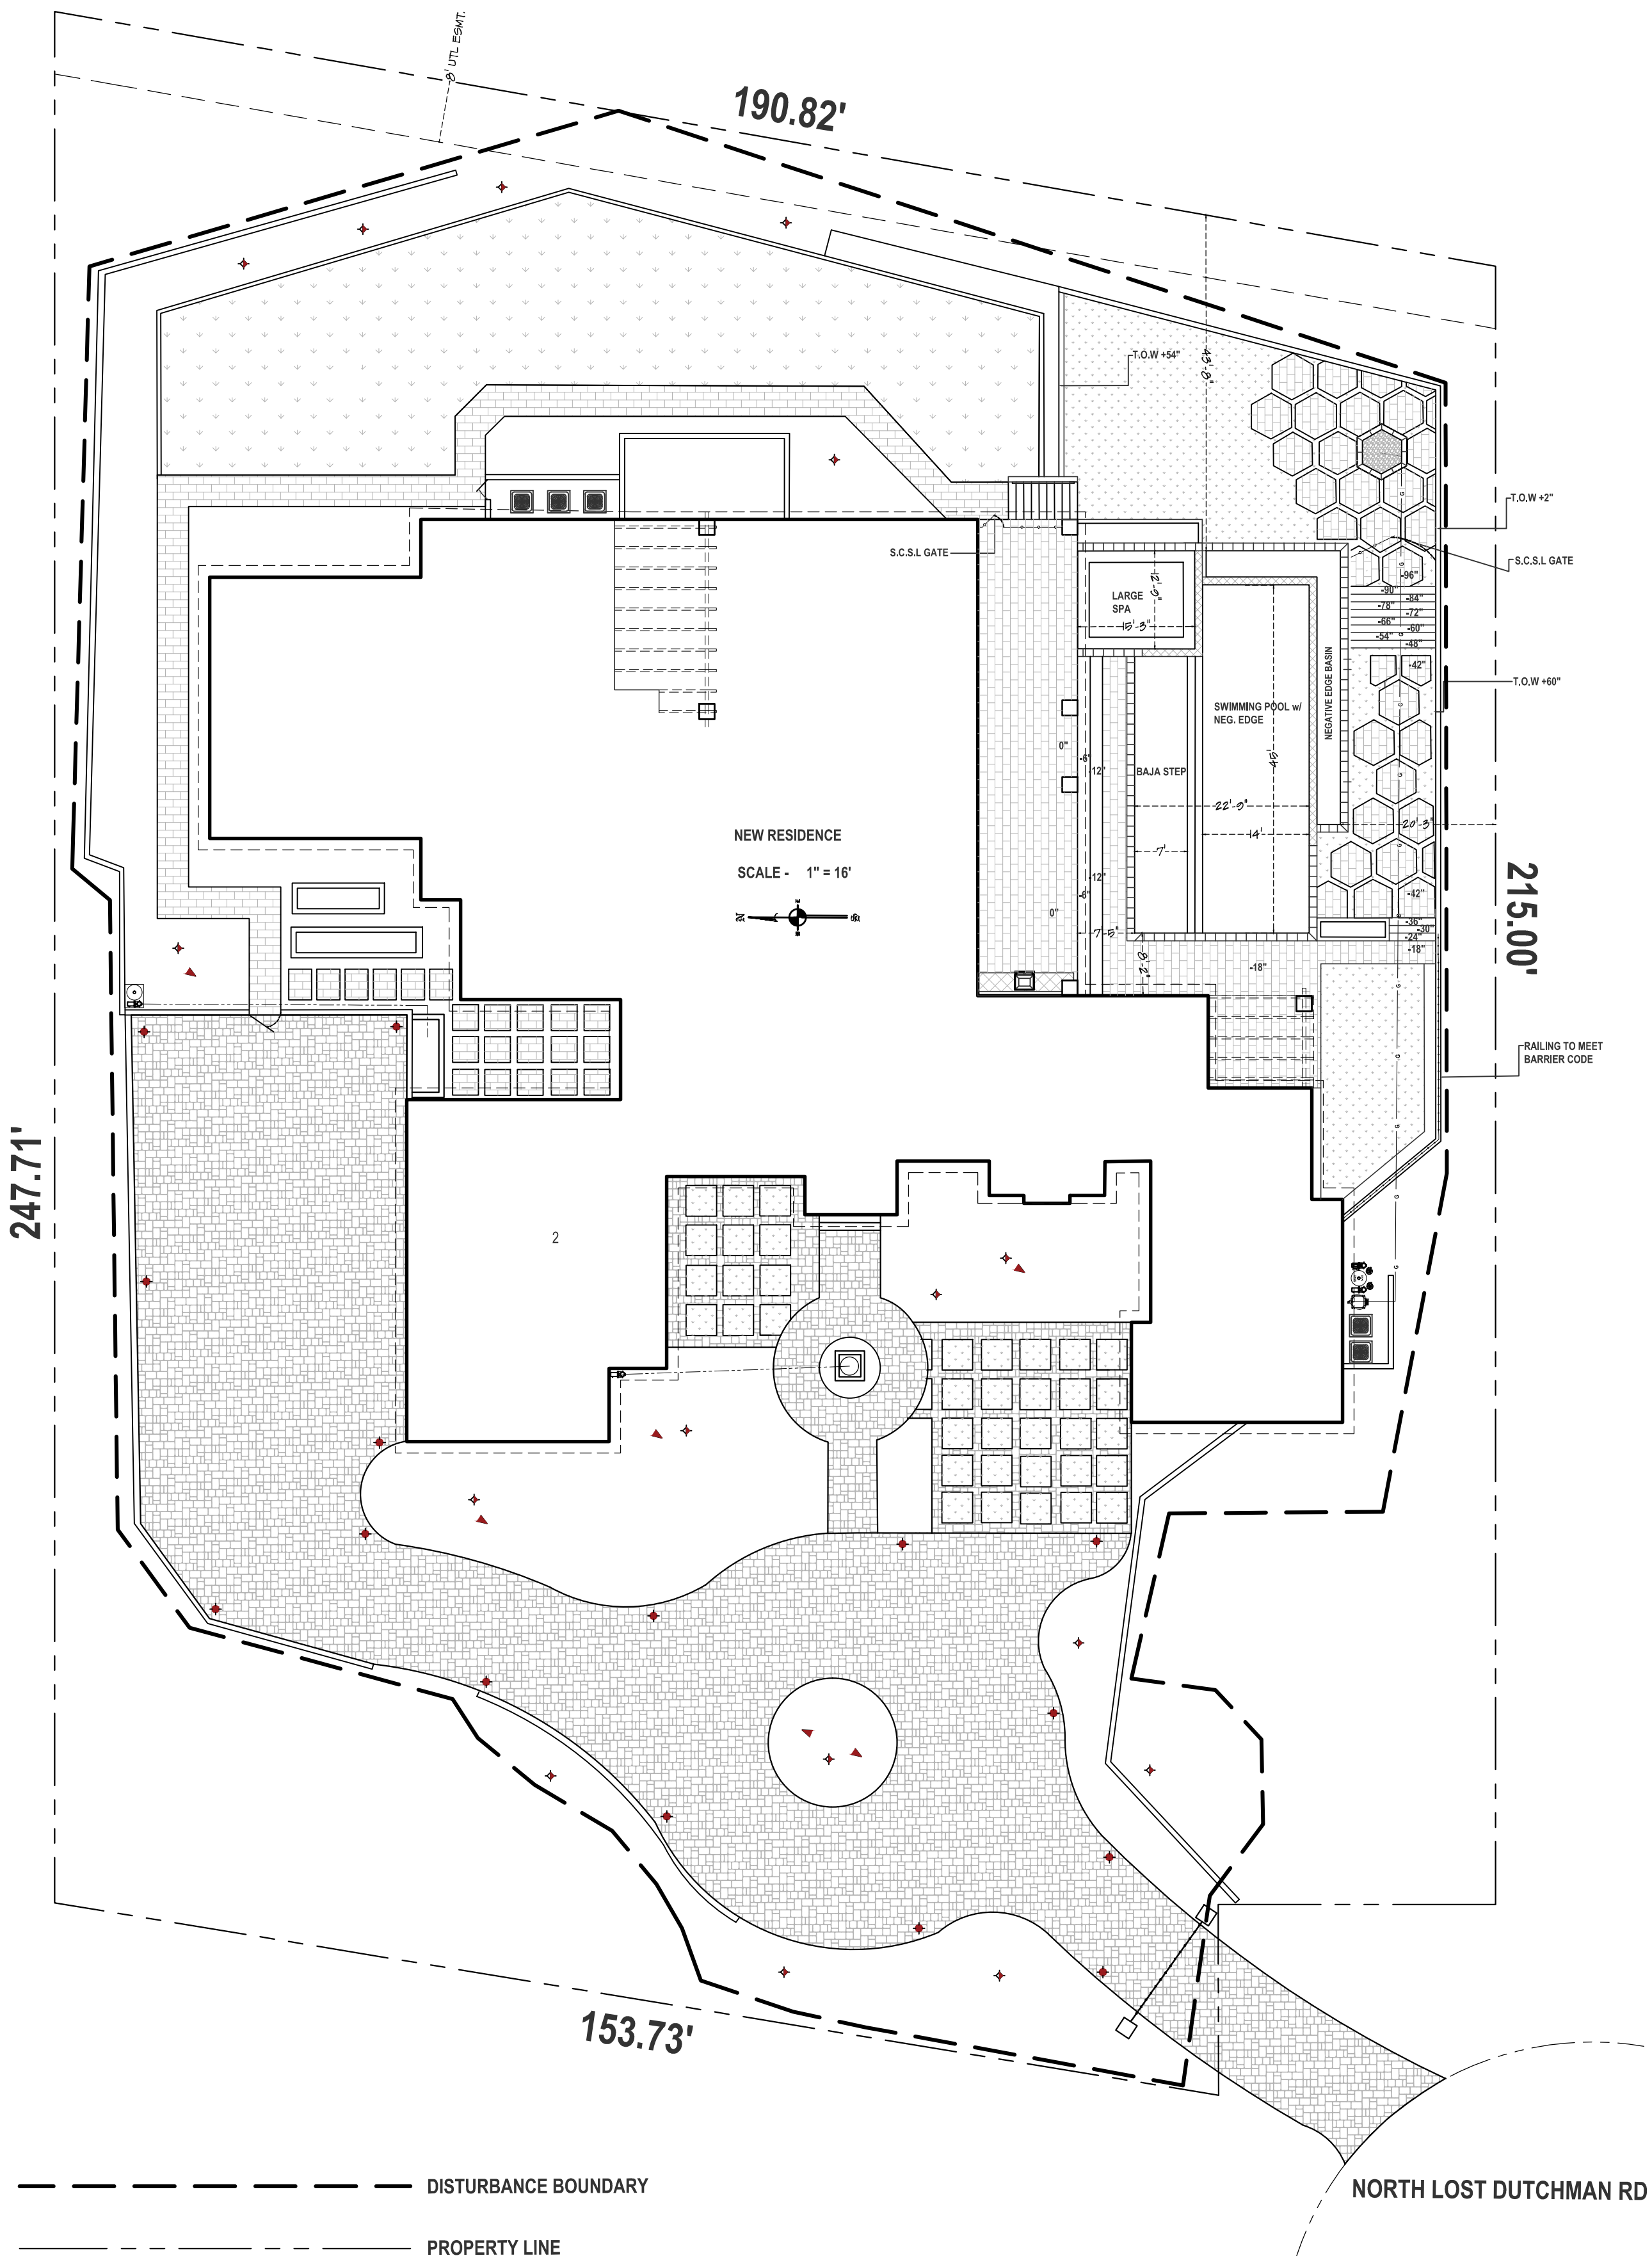 8' UTL ESMT.
190.82'
T.O.W +54"
43'-8"
T.O.W +2"
S.C.S.L GATE
S.C.S.L GATE
LARGE
SPA
12'-9"
15'-3"
-96"
-90"
-84"
-78"
-72"
-66"
-60"
-54"
-48"
-42"
T.O.W +60"
NEGATIVE EDGE BASIN
SWIMMING POOL w/
NEG. EDGE
45'
0"
-6"
-12"
BAJA STEP
22'-9"
14'
7'
20'-3"
NEW RESIDENCE
SCALE - 1" = 16'
N
S
215.00'
-12"
-6"
0"
7'-5"
8'-2"
-42"
-36"
-30"
-24"
-18"
-18"
G
RAILING TO MEET
BARRIER CODE
247.71'
2
153.73'
DISTURBANCE BOUNDARY
NORTH LOST DUTCHMAN RD
PROPERTY LINE